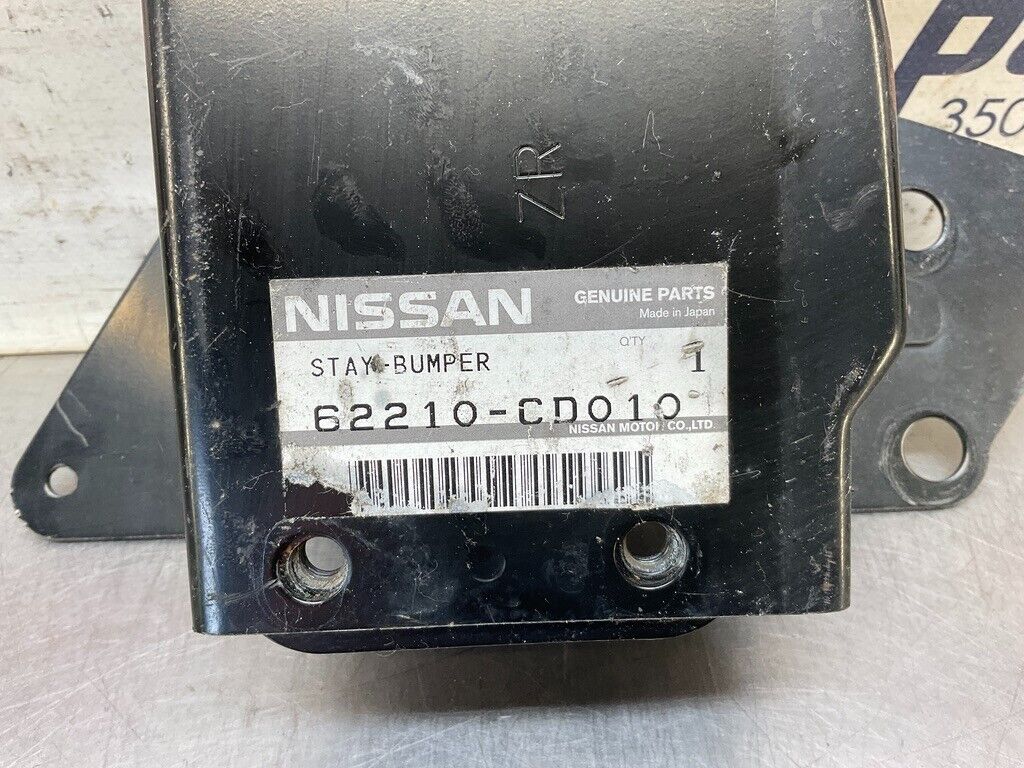 350
ZR
NISSAN GENUINE PARTS
Made in Japan
Q'TY
STAY-BUMPER 1
62210-CD010
NISSAN MOTOR CO.,LTD